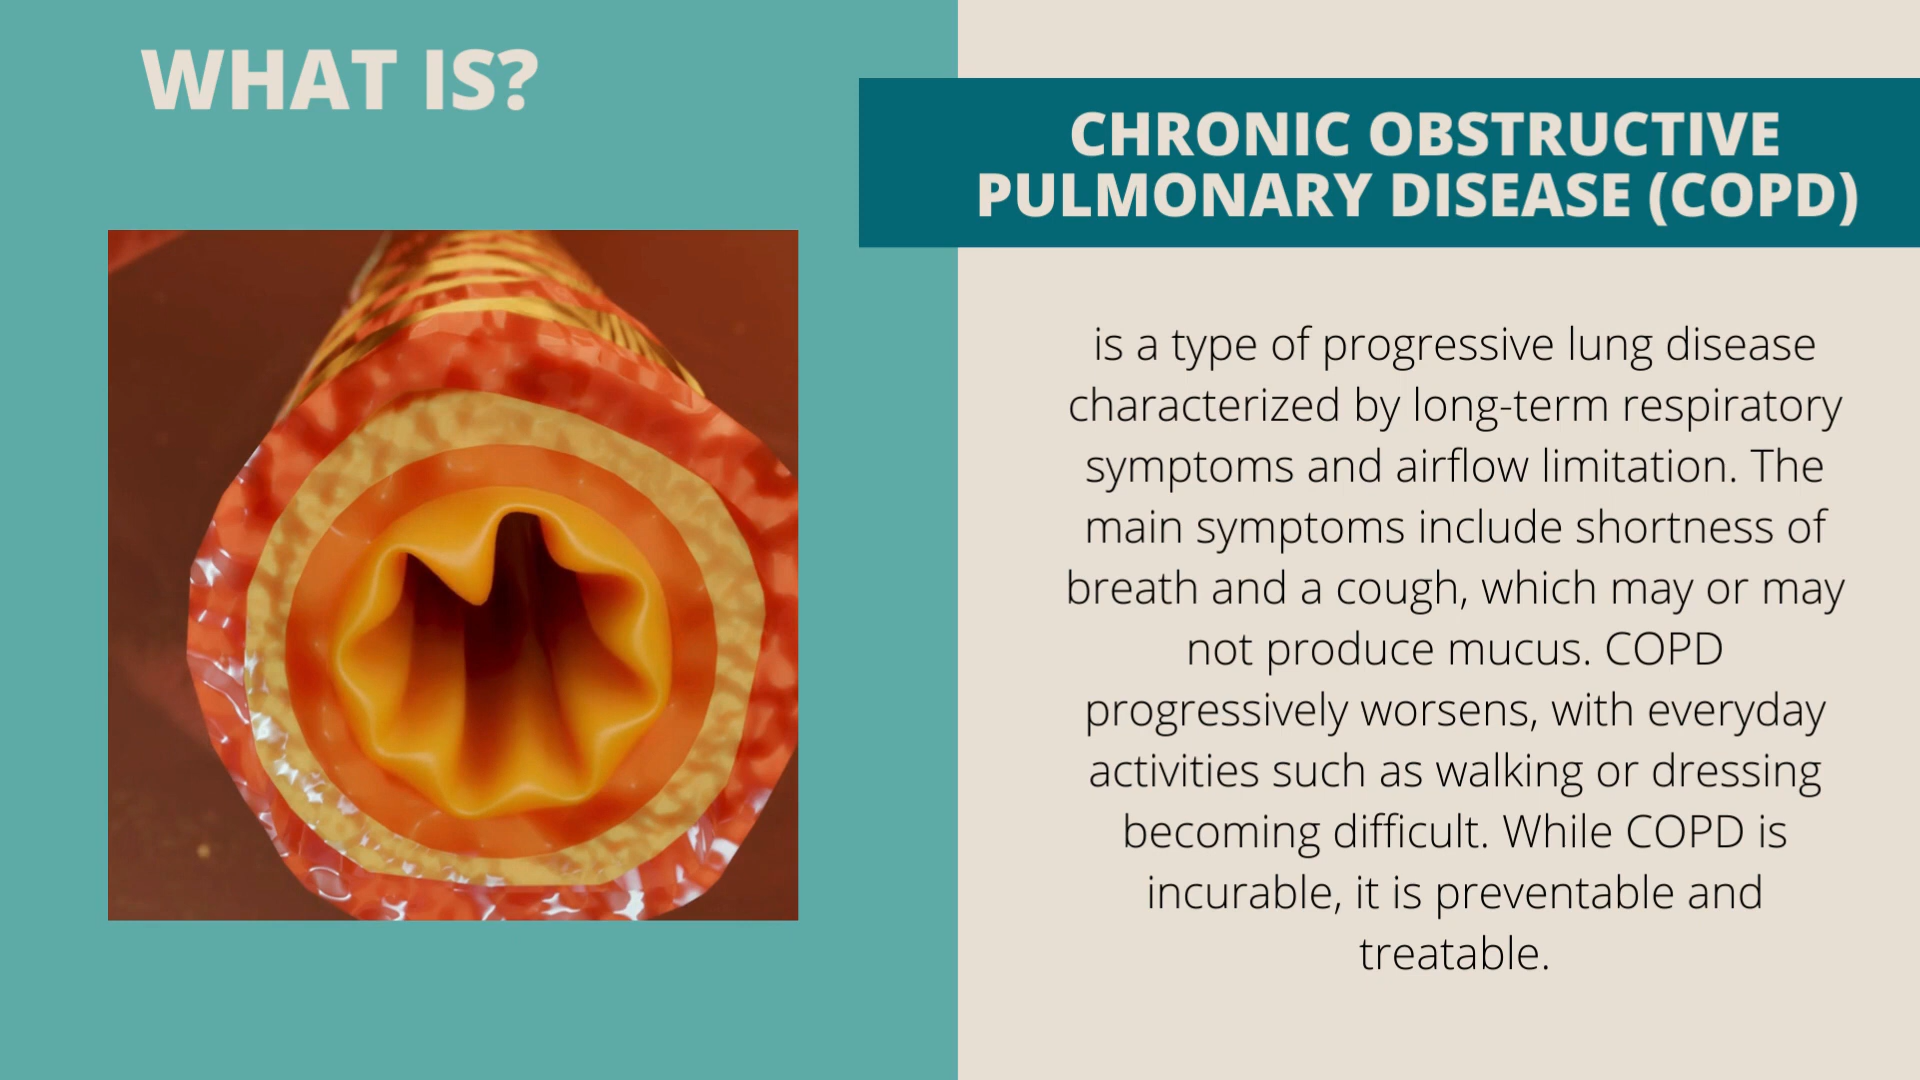 WHAT IS?
CHRONIC OBSTRUCTIVE
PULMONARY DISEASE (COPD)
is a type of progressive lung disease
characterized by long-term respiratory
symptoms and airflow limitation. The
main symptoms include shortness of
breath and a cough, which may or may
not produce mucus. COPD
progressively worsens, with everyday
activities such as walking or dressing
becoming difficult. While COPD is
incurable, it is preventable and
treatable.